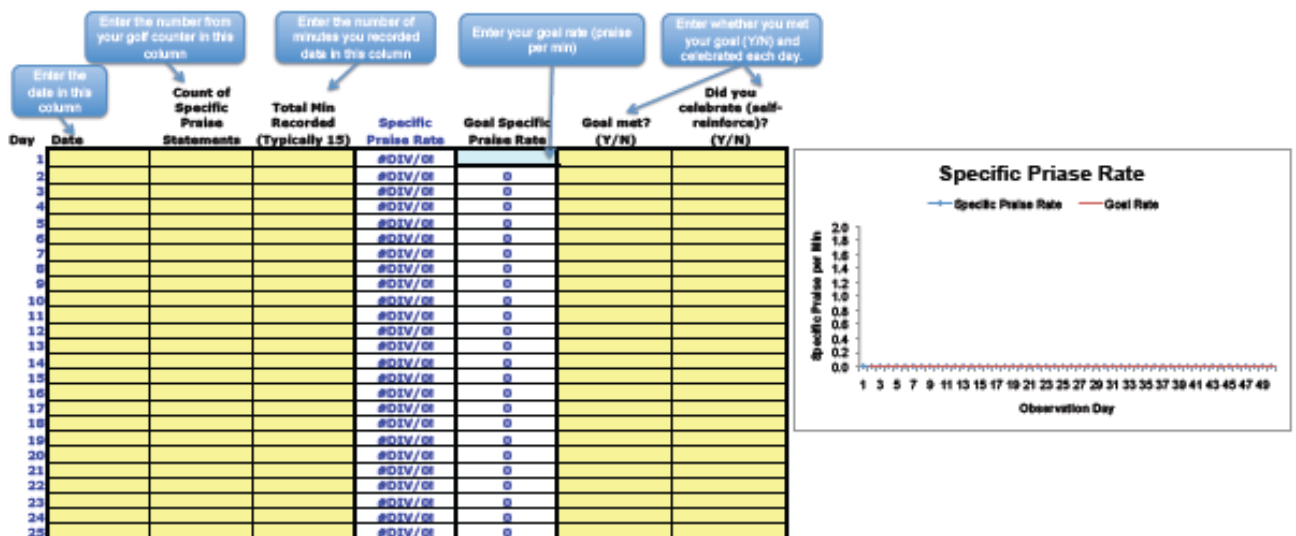 Enter the number from
your golf counter in this
column
Enter the number of
minutes you recorded
data in this column
Enter your goal rate (praise
per min)
Enter whether you met
your goal (Y/N) and
celebrated each day.
Enter the
date in this
column
Day
Date
Count of
Specific
Praise
Statements
Total Min
Recorded
(Typically 15)
Specific
Praise Rate
Goal Specific
Praise Rate
Goal met?
(Y/N)
Did you
celebrate (self-
reinforce)?
(Y/N)
1 #DIV/0!
2 #DIV/0! 0
3 #DIV/0! 0
4 #DIV/0! 0
5 #DIV/0! 0
6 #DIV/0! 0
7 #DIV/0! 0
8 #DIV/0! 0
9 #DIV/0! 0
10 #DIV/0! 0
11 #DIV/0! 0
12 #DIV/0! 0
13 #DIV/0! 0
14 #DIV/0! 0
15 #DIV/0! 0
16 #DIV/0! 0
17 #DIV/0! 0
18 #DIV/0! 0
19 #DIV/0! 0
20 #DIV/0! 0
21 #DIV/0! 0
22 #DIV/0! 0
23 #DIV/0! 0
24 #DIV/0! 0
25 #DIV/0! 0
Specific Priase Rate
Specific Praise Rate Goal Rate
Specific Praise per Min
2.0
1.8
1.6
1.4
1.2
1.0
0.8
0.6
0.4
0.2
0.0
1 3 5 7 9 11 13 15 17 19 21 23 25 27 29 31 33 35 37 39 41 43 45 47 49
Observation Day